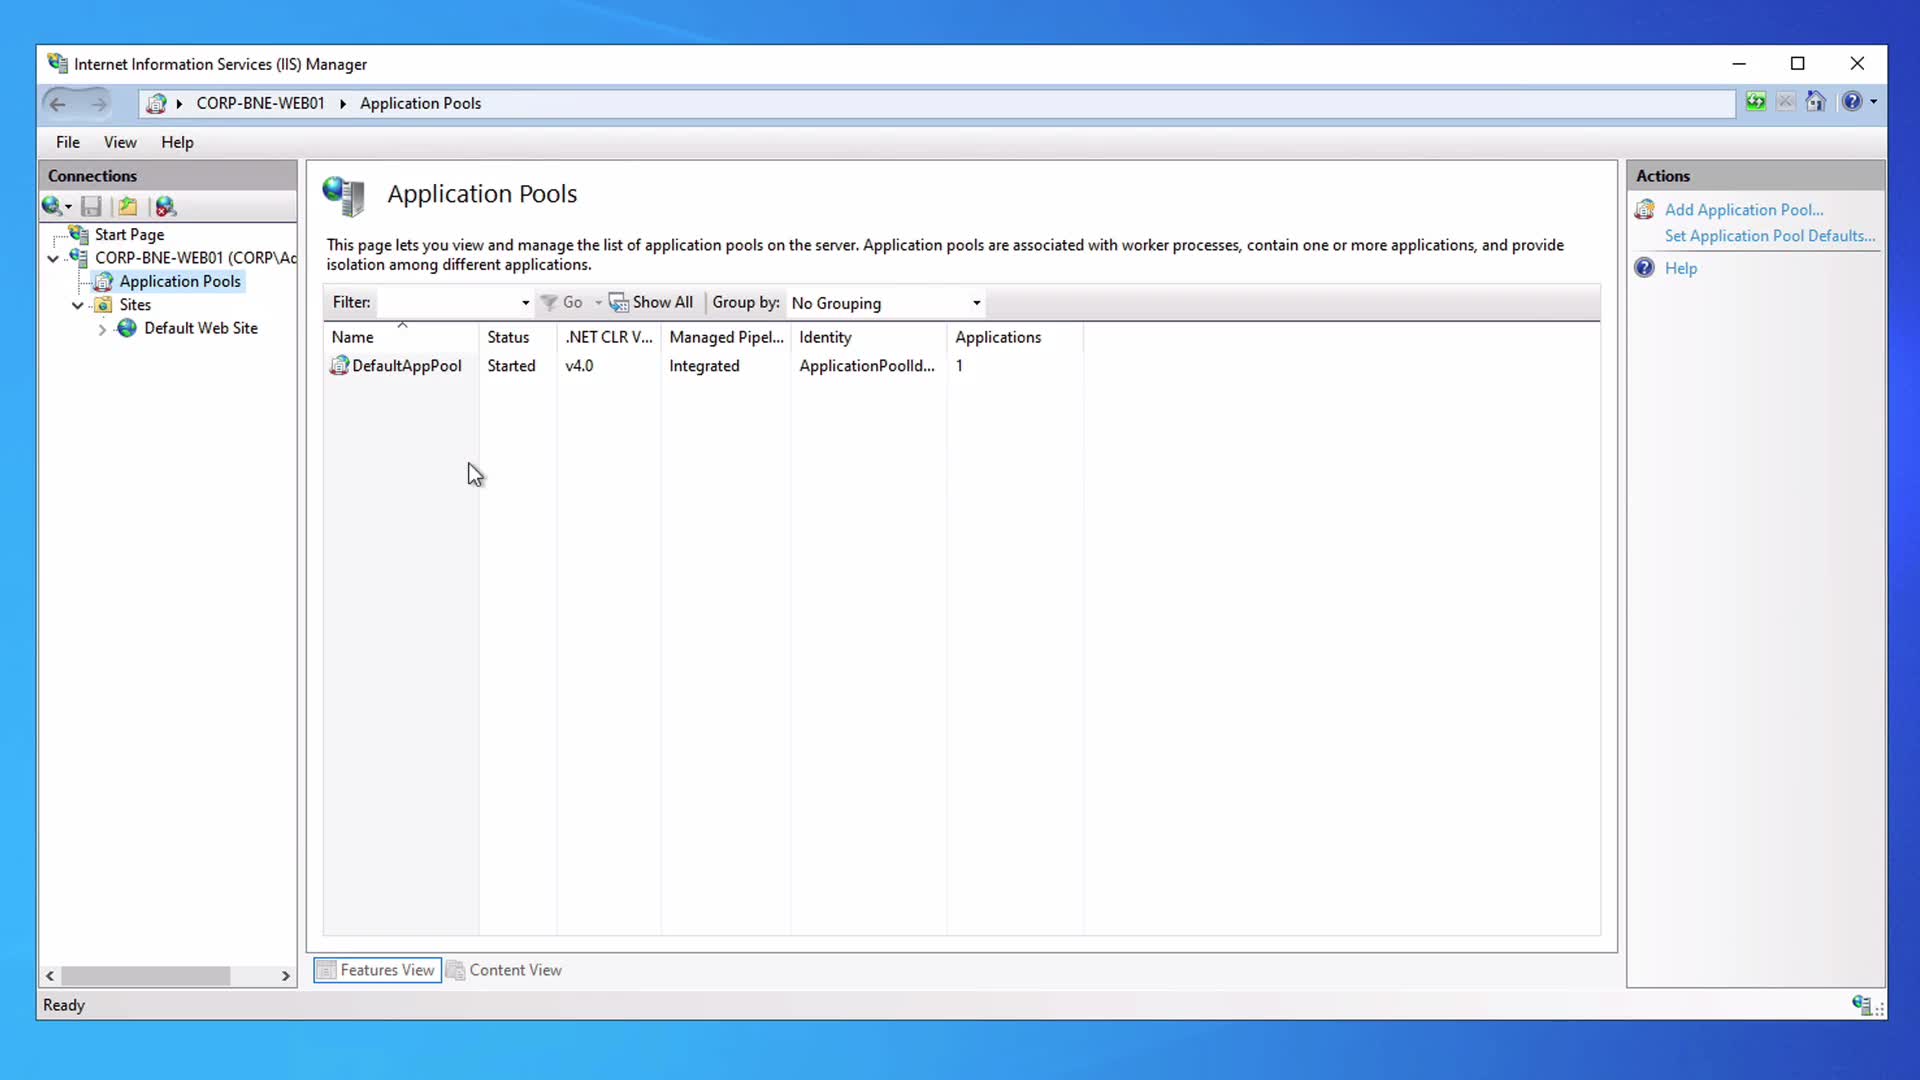 Internet Information Services (IIS) Manager
CORP-BNE-WEB01
Application Pools
File
View
Help
Connections
Start Page
CORP-BNE-WEB01 (CORP\Ad
Application Pools
Sites
Default Web Site
Application Pools
This page lets you view and manage the list of application pools on the server. Application pools are associated with worker processes, contain one or more applications, and provide
isolation among different applications.
Filter:
Go
Show All
Group by:
No Grouping
Name
Status
.NET CLR V...
Managed Pipel...
Identity
Applications
DefaultAppPool
Started
v4.0
Integrated
ApplicationPoolId...
1
Features View
Content View
Actions
Add Application Pool...
Set Application Pool Defaults...
Help
Ready